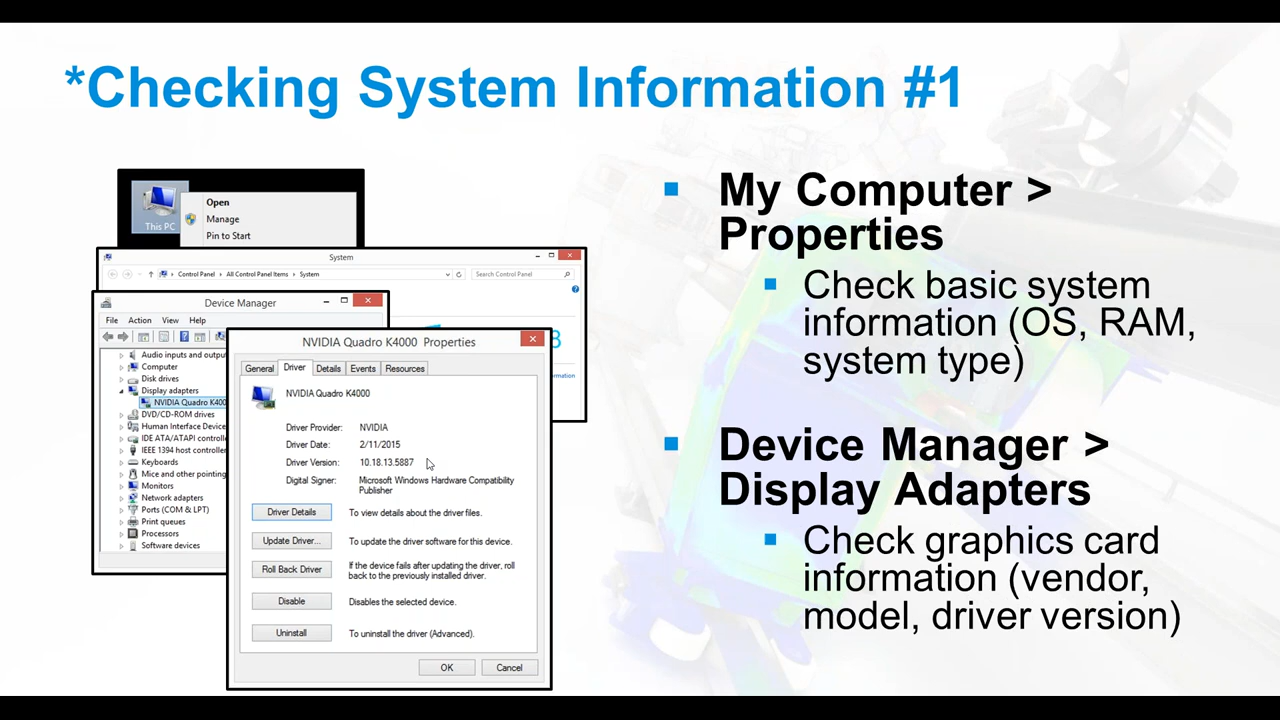 *Checking System Information #1
Open
Manage
Pin to Start
This PC
System
Control Panel
All Control Panel Items
System
Search Control Panel
Device Manager
File Action View Help
Audio inputs and outpu
Computer
Disk drives
Display adapters
NVIDIA Quadro K400
DVD/CD-ROM drives
Human Interface Device
IDE ATA/ATAPI controlle
IEEE 1394 host controller
Keyboards
Mice and other pointing
Monitors
Network adapters
Ports (COM & LPT)
Print queues
Processors
Software devices
8
NVIDIA Quadro K4000 Properties
General Driver Details Events Resources
NVIDIA Quadro K4000
Driver Provider: NVIDIA
Driver Date: 2/11/2015
Driver Version: 10.18.13.5887
Digital Signer: Microsoft Windows Hardware Compatibility
Publisher
Driver Details To view details about the driver files.
Update Driver... To update the driver software for this device.
Roll Back Driver If the device fails after updating the driver, roll
back to the previously installed driver.
Disable Disables the selected device.
Uninstall To uninstall the driver (Advanced).
OK Cancel
My Computer >
Properties
Check basic system
information (OS, RAM,
system type)
Device Manager >
Display Adapters
Check graphics card
information (vendor,
model, driver version)